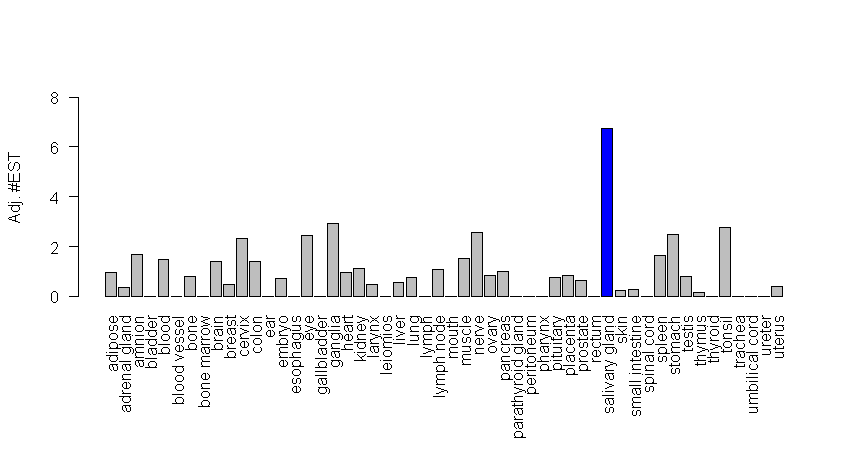 8
6
4
2
0
Adj. #EST
adipose
adrenal gland
amnion
bladder
blood
blood vessel
bone
bone marrow
brain
breast
cervix
colon
ear
embryo
esophagus
eye
gallbladder
ganglia
heart
kidney
larynx
leiomios
liver
lung
lymph
lymph node
mouth
muscle
nerve
ovary
pancreas
parathyroid gland
peritoneum
pharynx
pituitary
placenta
prostate
rectum
salivary gland
skin
small intestine
spinal cord
spleen
stomach
testis
thymus
thyroid
tonsil
trachea
umbilical cord
ureter
uterus